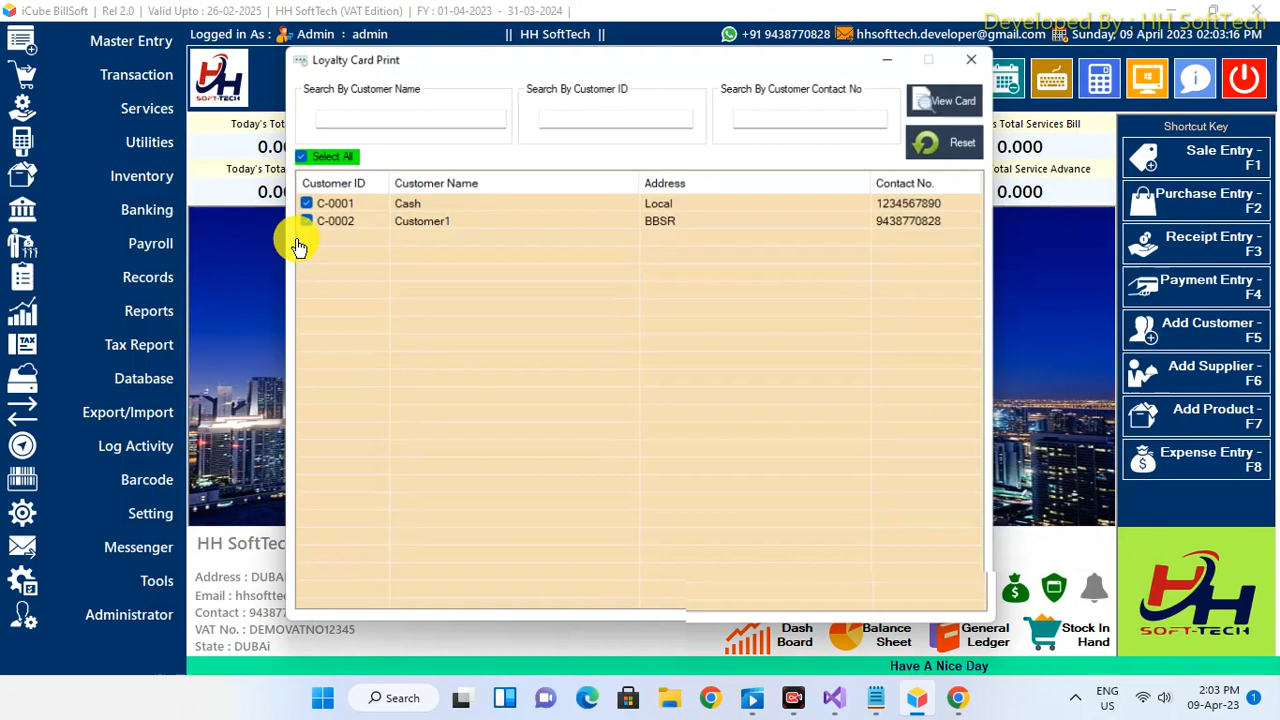 iCube BillSoft | Rel 2.0 | Valid Upto : 26-02-2025 | HH SoftTech (VAT Edition) | FY : 01-04-2023 - 31-03-2024 |
Developed By : HH SoftTech
Logged in As : Admin : admin || HH SoftTech || +91 9438770828 hhsofttech.developer@gmail.com Sunday, 09 April 2023 02:03:16 PM
Master Entry
Transaction
Services
Utilities
Inventory
Banking
Payroll
Records
Reports
Tax Report
Database
Export/Import
Log Activity
Barcode
Setting
Messenger
Tools
Administrator
HH
SOFT-TECH
Today's Tot
0.0
Today's Tota
0.0
Loyalty Card Print
Search By Customer Name
Search By Customer ID
Search By Customer Contact No
View Card
Reset
Select All
Customer ID Customer Name Address Contact No.
C-0001 Cash Local 1234567890
C-0002 Customer1 BBSR 9438770828
s Total Services Bill
0.000
Total Services Advance
0.000
Shortcut Key
Sale Entry -
F1
Purchase Entry -
F2
Receipt Entry -
F3
Payment Entry -
F4
Add Customer -
F5
Add Supplier -
F6
Add Product -
F7
Expense Entry -
F8
HH SoftTec
Address : DUBA
Email : hhsofttec
Contact : 94387
VAT No. : DEMOVATNO12345
State : DUBAi
Dash
Board
Balance
Sheet
General
Ledger
Stock In
Hand
HH
SOFT-TECH
Have A Nice Day
Search
ENG
US
2:03 PM
09-Apr-23
1